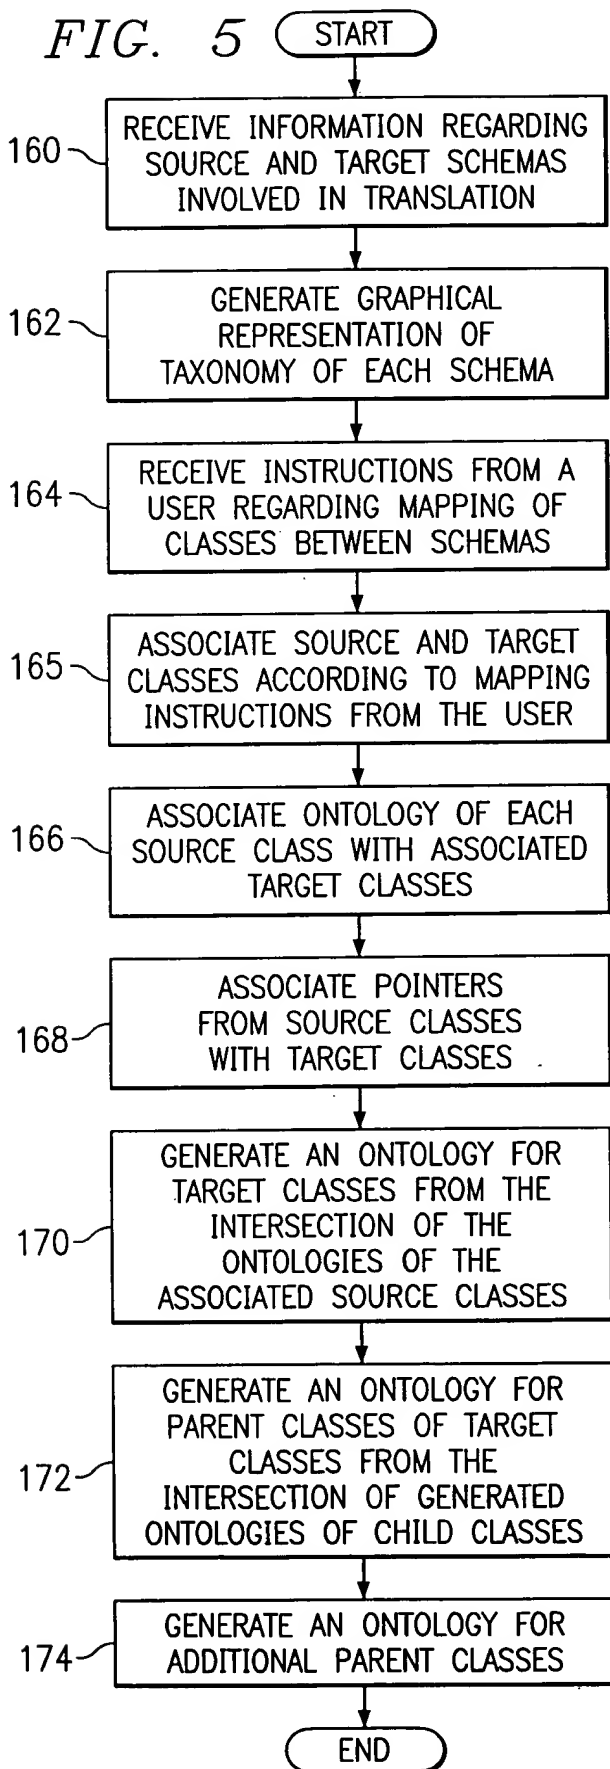 FIG. 5
START
160
RECEIVE INFORMATION REGARDING
SOURCE AND TARGET SCHEMAS
INVOLVED IN TRANSLATION
162
GENERATE GRAPHICAL
REPRESENTATION OF
TAXONOMY OF EACH SCHEMA
164
RECEIVE INSTRUCTIONS FROM A
USER REGARDING MAPPING OF
CLASSES BETWEEN SCHEMAS
165
ASSOCIATE SOURCE AND TARGET
CLASSES ACCORDING TO MAPPING
INSTRUCTIONS FROM THE USER
166
ASSOCIATE ONTOLOGY OF EACH
SOURCE CLASS WITH ASSOCIATED
TARGET CLASSES
168
ASSOCIATE POINTERS
FROM SOURCE CLASSES
WITH TARGET CLASSES
170
GENERATE AN ONTOLOGY FOR
TARGET CLASSES FROM THE
INTERSECTION OF THE
ONTOLOGIES OF THE
ASSOCIATED SOURCE CLASSES
172
GENERATE AN ONTOLOGY FOR
PARENT CLASSES OF TARGET
CLASSES FROM THE
INTERSECTION OF GENERATED
ONTOLOGIES OF CHILD CLASSES
174
GENERATE AN ONTOLOGY FOR
ADDITIONAL PARENT CLASSES
END